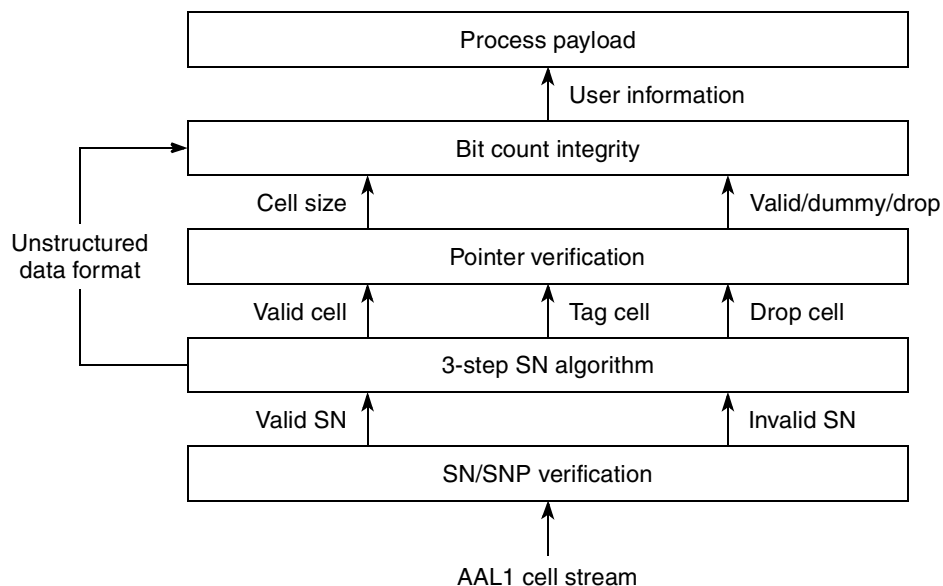 Process payload
User information
Bit count integrity
Cell size
Valid/dummy/drop
Unstructured
data format
Pointer verification
Valid cell
Tag cell
Drop cell
3-step SN algorithm
Valid SN
Invalid SN
SN/SNP verification
AAL1 cell stream